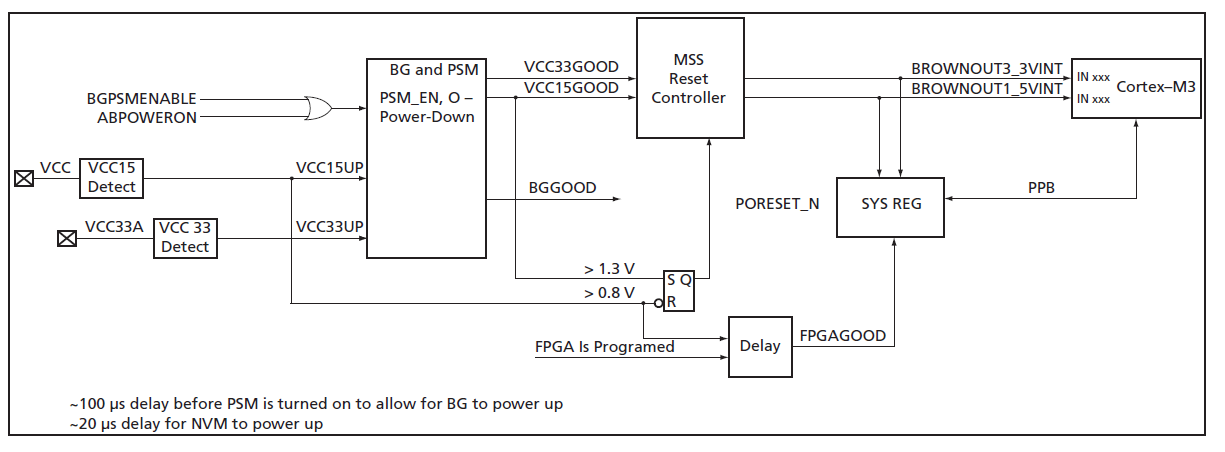 BG and PSM
PSM_EN, O –
Power-Down
BGPSMENABLE
ABPOWERON
VCC33GOOD
VCC15GOOD
MSS
Reset
Controller
BROWNOUT3_3VINT
BROWNOUT1_5VINT
IN xxx
IN xxx
Cortex–M3
VCC
VCC15
Detect
VCC15UP
VCC33A
VCC 33
Detect
VCC33UP
BGGOOD
PORESET_N
SYS REG
PPB
> 1.3 V
> 0.8 V
S Q
R
FPGA Is Programed
Delay
FPGAGOOD
~100 µs delay before PSM is turned on to allow for BG to power up
~20 µs delay for NVM to power up